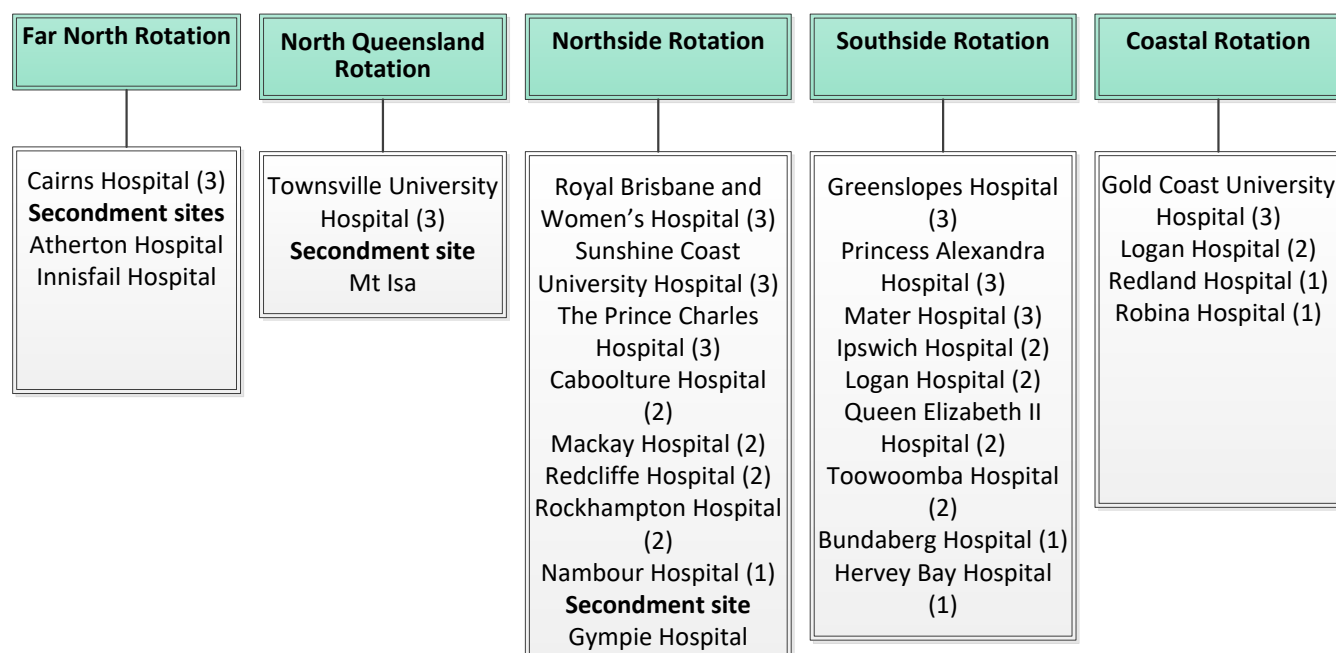 Far North Rotation
Cairns Hospital (3)
Secondment sites
Atherton Hospital
Innisfail Hospital
North Queensland
Rotation
Townsville University
Hospital (3)
Secondment site
Mt Isa
Northside Rotation
Royal Brisbane and
Women’s Hospital (3)
Sunshine Coast
University Hospital (3)
The Prince Charles
Hospital (3)
Caboolture Hospital
(2)
Mackay Hospital (2)
Redcliffe Hospital (2)
Rockhampton Hospital
(2)
Nambour Hospital (1)
Secondment site
Gympie Hospital
Southside Rotation
Greenslopes Hospital
(3)
Princess Alexandra
Hospital (3)
Mater Hospital (3)
Ipswich Hospital (2)
Logan Hospital (2)
Queen Elizabeth II
Hospital (2)
Toowoomba Hospital
(2)
Bundaberg Hospital (1)
Hervey Bay Hospital
(1)
Coastal Rotation
Gold Coast University
Hospital (3)
Logan Hospital (2)
Redland Hospital (1)
Robina Hospital (1)